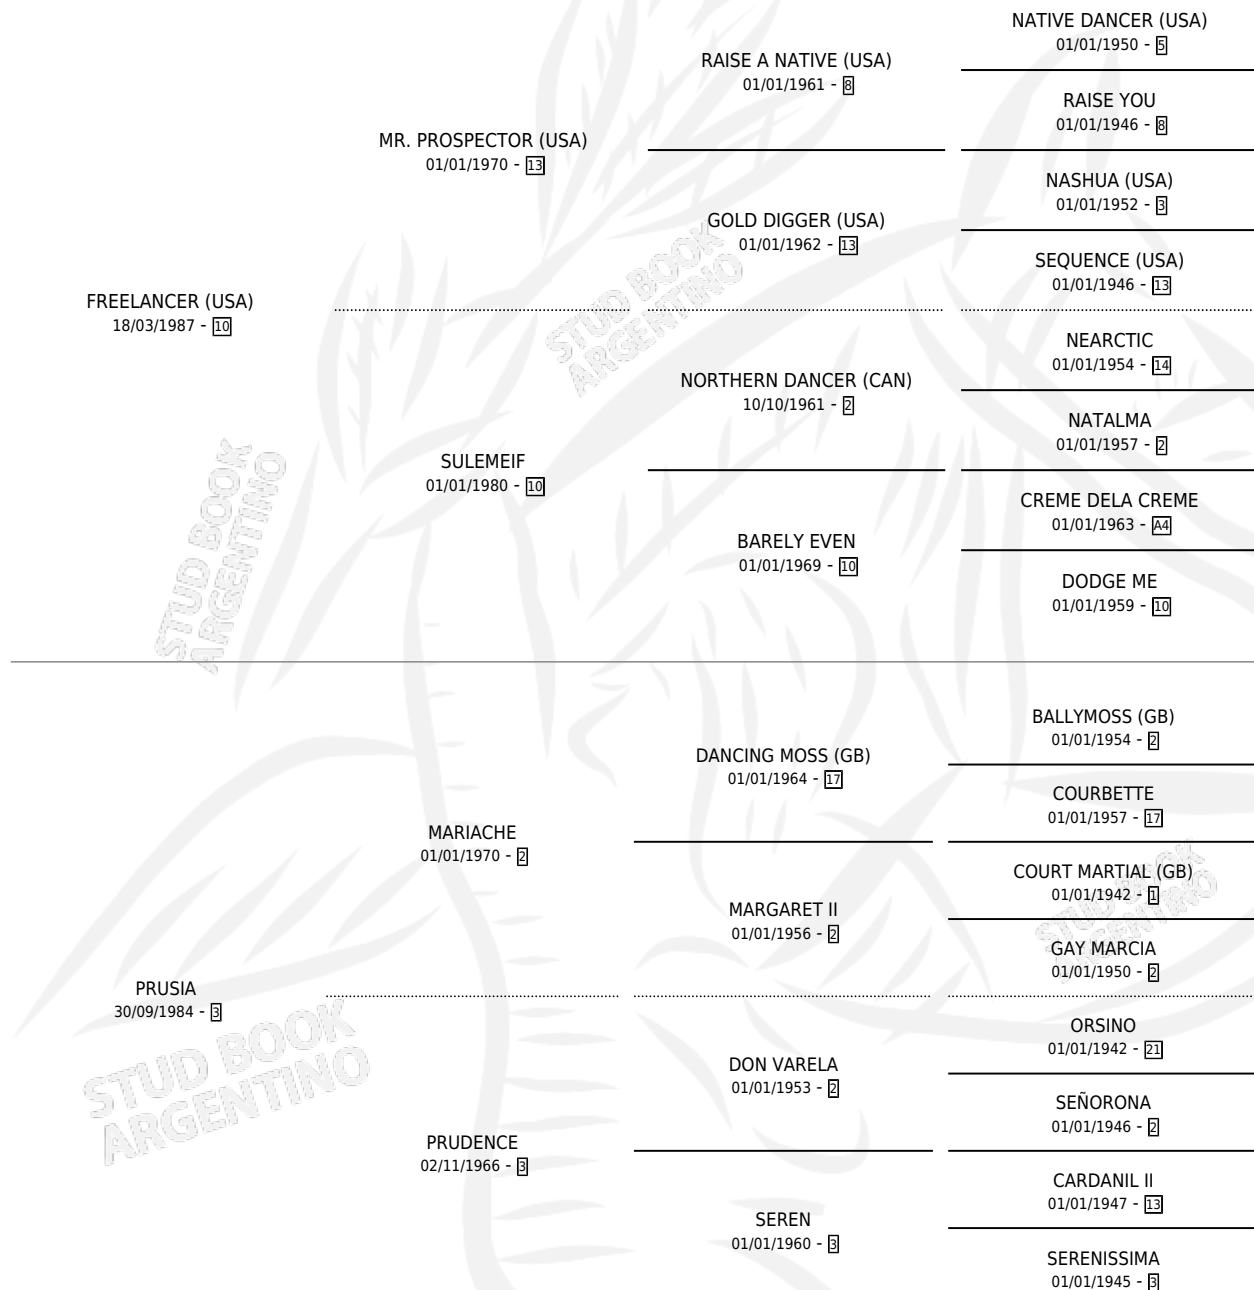 NATIVE DANCER (USA)
01/01/1950 - 5
RAISE A NATIVE (USA)
01/01/1961 - 8
RAISE YOU
01/01/1946 - 8
MR. PROSPECTOR (USA)
01/01/1970 - 13
NASHUA (USA)
01/01/1952 - 3
GOLD DIGGER (USA)
01/01/1962 - 13
SEQUENCE (USA)
01/01/1946 - 13
FREELANCER (USA)
18/03/1987 - 10
STUD BOOK
ARGENTINO
NEARCTIC
01/01/1954 - 14
NORTHERN DANCER (CAN)
10/10/1961 - 2
NATALMA
01/01/1957 - 2
SULEMEIF
01/01/1980 - 10
CREME DELA CREME
01/01/1963 - A4
BARELY EVEN
01/01/1969 - 10
DODGE ME
01/01/1959 - 10
STUD BOOK
ARGENTINO
BALLYMOSS (GB)
01/01/1954 - 2
DANCING MOSS (GB)
01/01/1964 - 17
COURBETTE
01/01/1957 - 17
MARIACHE
01/01/1970 - 2
COURT MARTIAL (GB)
01/01/1942 - 1
MARGARET II
01/01/1956 - 2
STUD BOOK
ARGENTINO
GAY MARCIA
01/01/1950 - 2
PRUSIA
30/09/1984 - 3
ORSINO
01/01/1942 - 21
DON VARELA
01/01/1953 - 2
STUD BOOK
ARGENTINO
SEÑORONA
01/01/1946 - 2
PRUDENCE
02/11/1966 - 3
CARDANIL II
01/01/1947 - 13
SEREN
01/01/1960 - 3
SERENISSIMA
01/01/1945 - 3